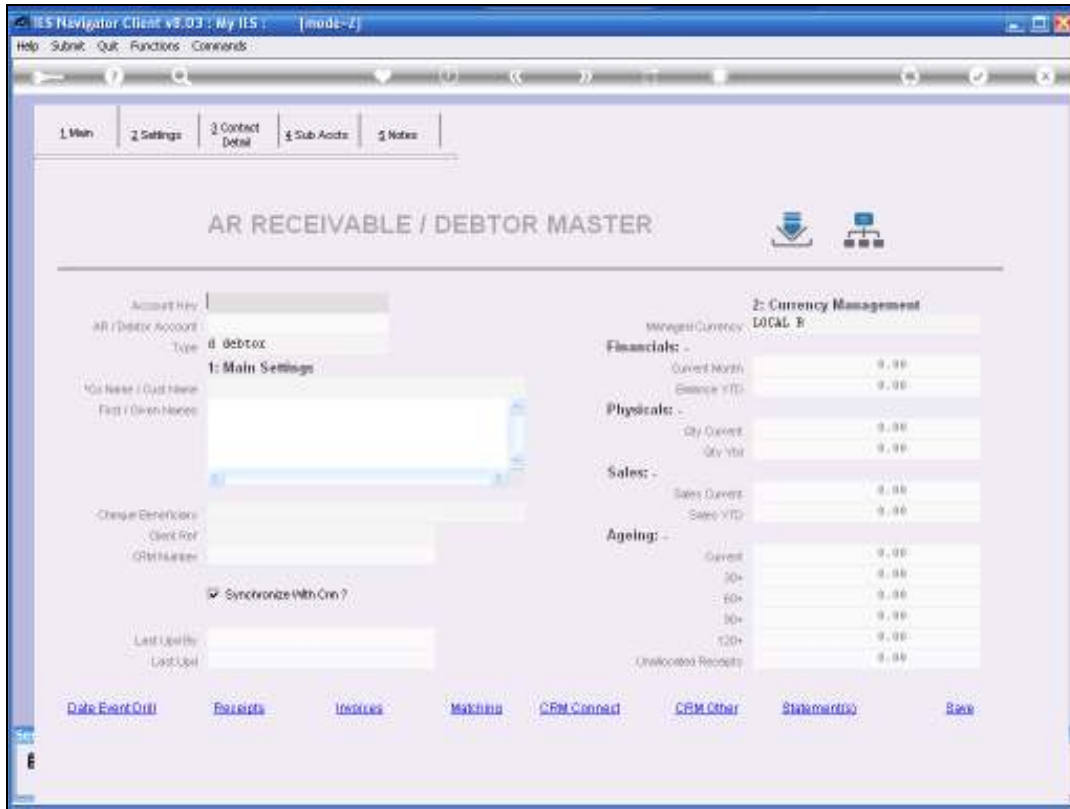 IES Navigator Client v8.03 : My IES : [mode-Z]
Help Submit Quit Functions Commands
1 Main
2 Settings
3 Contact Detail
4 Sub Accts
5 Notes
AR RECEIVABLE / DEBTOR MASTER
Account Key
AR / Debtor Account
Type d debtor
1: Main Settings
*Co Name / Cust Name
First / Given Names
Cheque Beneficiary
Client Ref
CRM Number
Synchronize With Crm ?
Last Upd By
Last Upd
2: Currency Management
Managed Currency LOCAL R
Financials: -
Current Month 0.00
Balance YTD 0.00
Physicals: -
Qty Current 0.00
Qty Ytd 0.00
Sales: -
Sales Current 0.00
Sales YTD 0.00
Ageing: -
Current 0.00
30+ 0.00
60+ 0.00
90+ 0.00
120+ 0.00
Unallocated Receipts 0.00
Date Event Drill Receipts Invoices Matching CRM Connect CRM Other Statement(s) Save